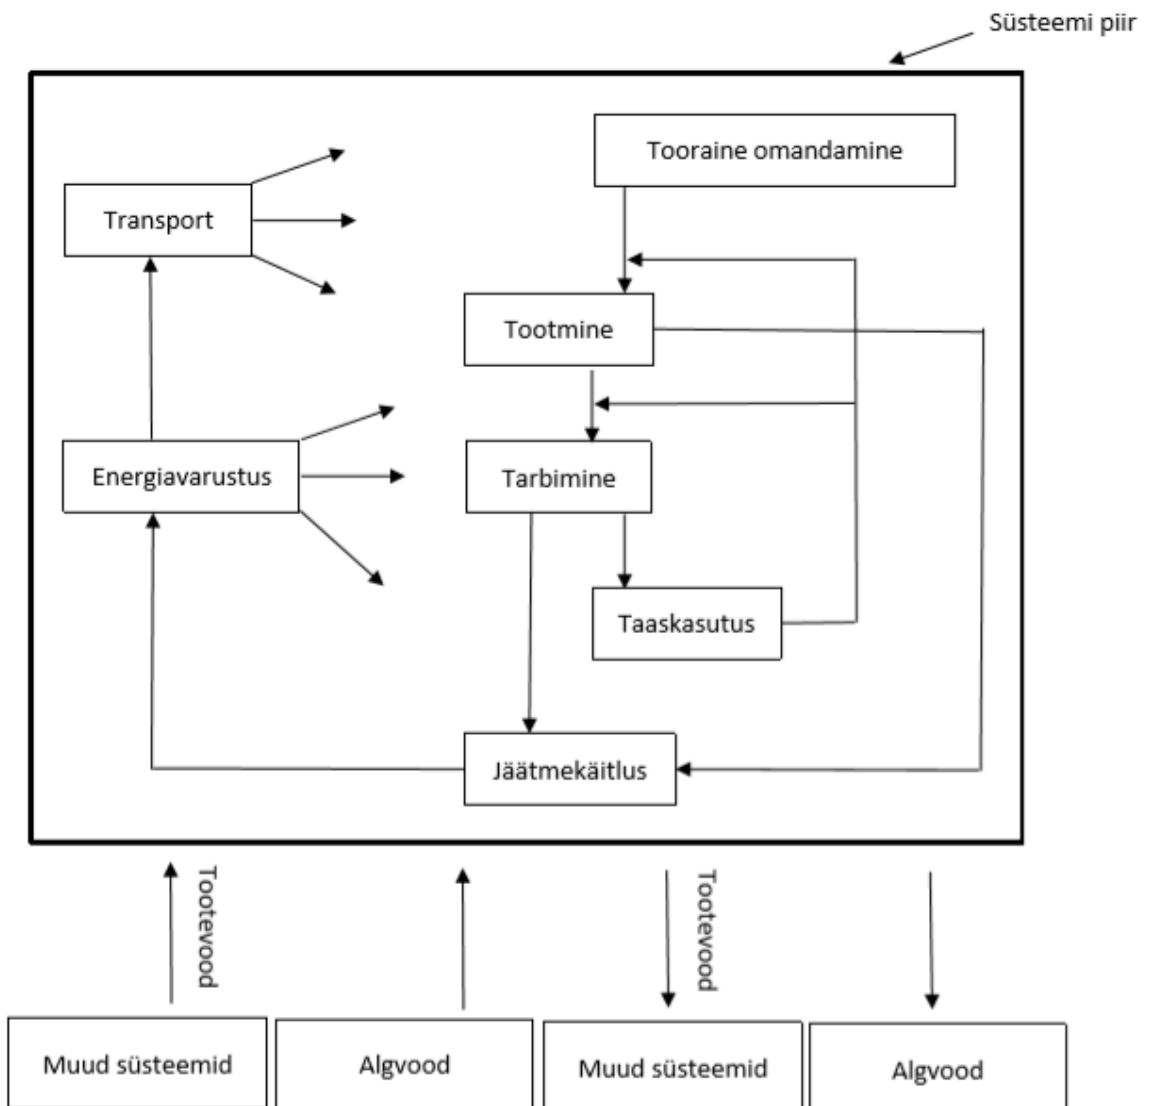 Süsteemi piir
Tooraine omandamine
Transport
Tootmine
Energiavarustus
Tarbimine
Taaskasutus
Jäätmekäitlus
Tootevood
Tootevood
Muud süsteemid
Algvood
Muud süsteemid
Algvood